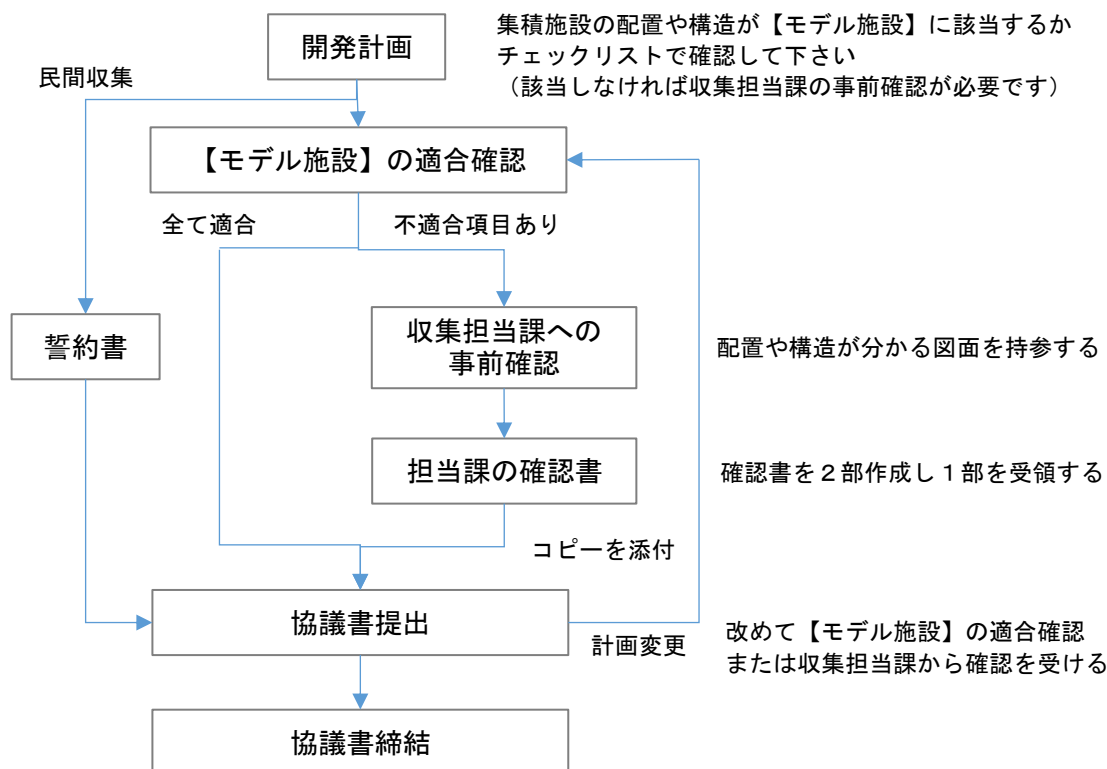 開発計画
集積施設の配置や構造が【モデル施設】に該当するか
チェックリストで確認して下さい
（該当しなければ収集担当課の事前確認が必要です）
民間収集
【モデル施設】の適合確認
全て適合
不適合項目あり
誓約書
収集担当課への
事前確認
配置や構造が分かる図面を持参する
担当課の確認書
確認書を２部作成し１部を受領する
コピーを添付
協議書提出
計画変更
改めて【モデル施設】の適合確認
または収集担当課から確認を受ける
協議書締結